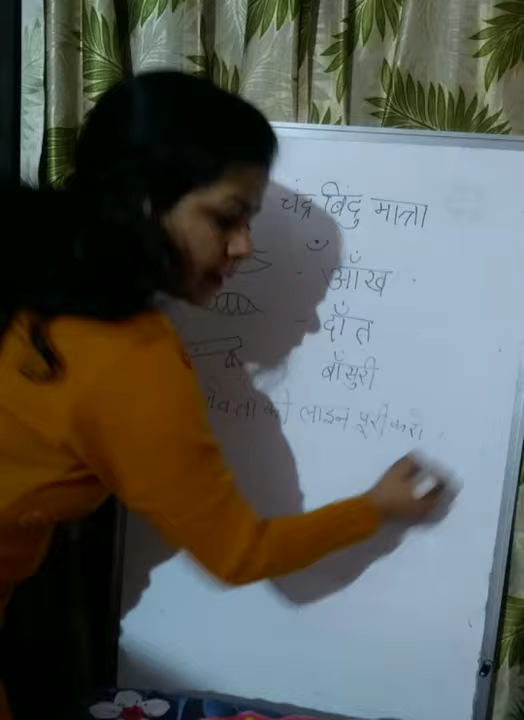 चंद्र बिंदु मात्रा
ँ
- आँख
- दाँत
बाँसुरी
की लाइन पूरी करो